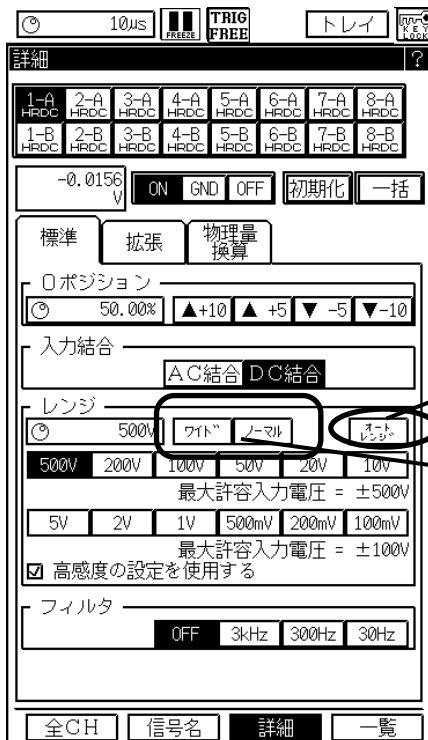 10µs FREEZE TRIG FREE トレイ KEY LOCK
詳細 ?
1-A HRDC 2-A HRDC 3-A HRDC 4-A HRDC 5-A HRDC 6-A HRDC 7-A HRDC 8-A HRDC
1-B HRDC 2-B HRDC 3-B HRDC 4-B HRDC 5-B HRDC 6-B HRDC 7-B HRDC 8-B HRDC
-0.0156 V ON GND OFF 初期化 一括
標準 拡張 物理量換算
0ポジション
50.00% ▲+10 ▲ +5 ▼ -5 ▼-10
入力結合
AC結合 DC結合
レンジ
500V ワイド ノーマル オートレンジ
500V 200V 100V 50V 20V 10V
最大許容入力電圧 = ±500V
5V 2V 1V 500mV 200mV 100mV
最大許容入力電圧 = ±100V
☑ 高感度の設定を使用する
フィルタ
OFF 3kHz 300Hz 30Hz
全CH 信号名 詳細 一覧